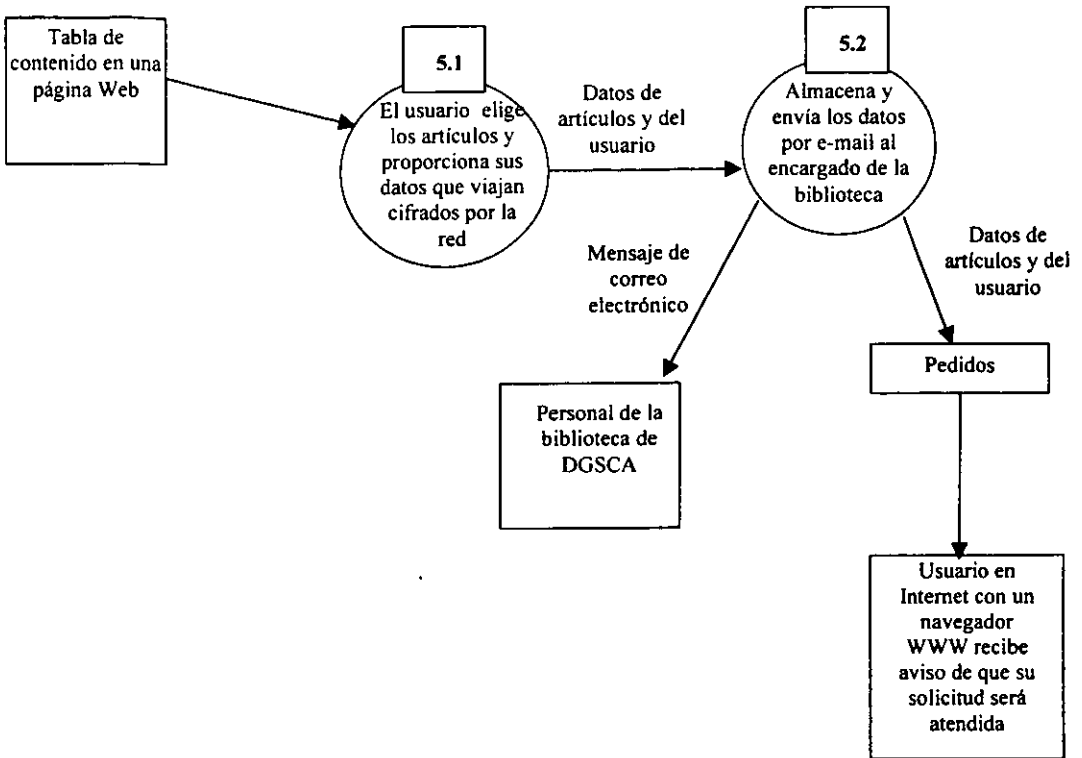 Tabla de
contenido en una
página Web
5.1
El usuario elige
los artículos y
proporciona sus
datos que viajan
cifrados por la
red
Datos de
artículos y del
usuario
5.2
Almacena y
envía los datos
por e-mail al
encargado de la
biblioteca
Mensaje de
correo
electrónico
Datos de
artículos y del
usuario
Personal de la
biblioteca de
DGSCA
Pedidos
Usuario en
Internet con un
navegador
WWW recibe
aviso de que su
solicitud será
atendida